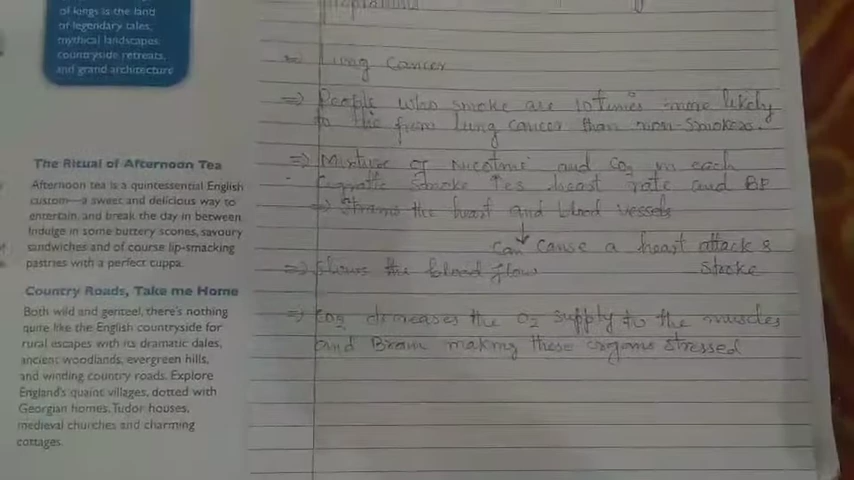 of kings is the land
of legendary tales,
mythical landscapes,
countryside retreats,
and grand architecture
The Ritual of Afternoon Tea
Afternoon tea is a quintessential English
custom—a sweet and delicious way to
entertain, and break the day in between.
Indulge in some buttery scones, savoury
sandwiches and of course lip-smacking
pastries with a perfect cuppa.
Country Roads, Take me Home
Both wild and genteel, there's nothing
quite like the English countryside for
rural escapes with its dramatic dales,
ancient woodlands, evergreen hills,
and winding country roads. Explore
England's quaint villages, dotted with
Georgian homes, Tudor houses,
medieval churches and charming
cottages.
⇒ Lung Cancer
⇒ People who smoke are 10 times more likely
to die from lung cancer than non-smokers.
⇒ Mixture of nicotine and CO2 in each
smoke ↑es heart rate and BP
⇒ Strains the heart and blood vessels
↓
can cause a heart attack &
stroke
⇒ Slows the blood flow
⇒ CO2 decreases the O2 supply to the muscles
and Brain making these organs stressed